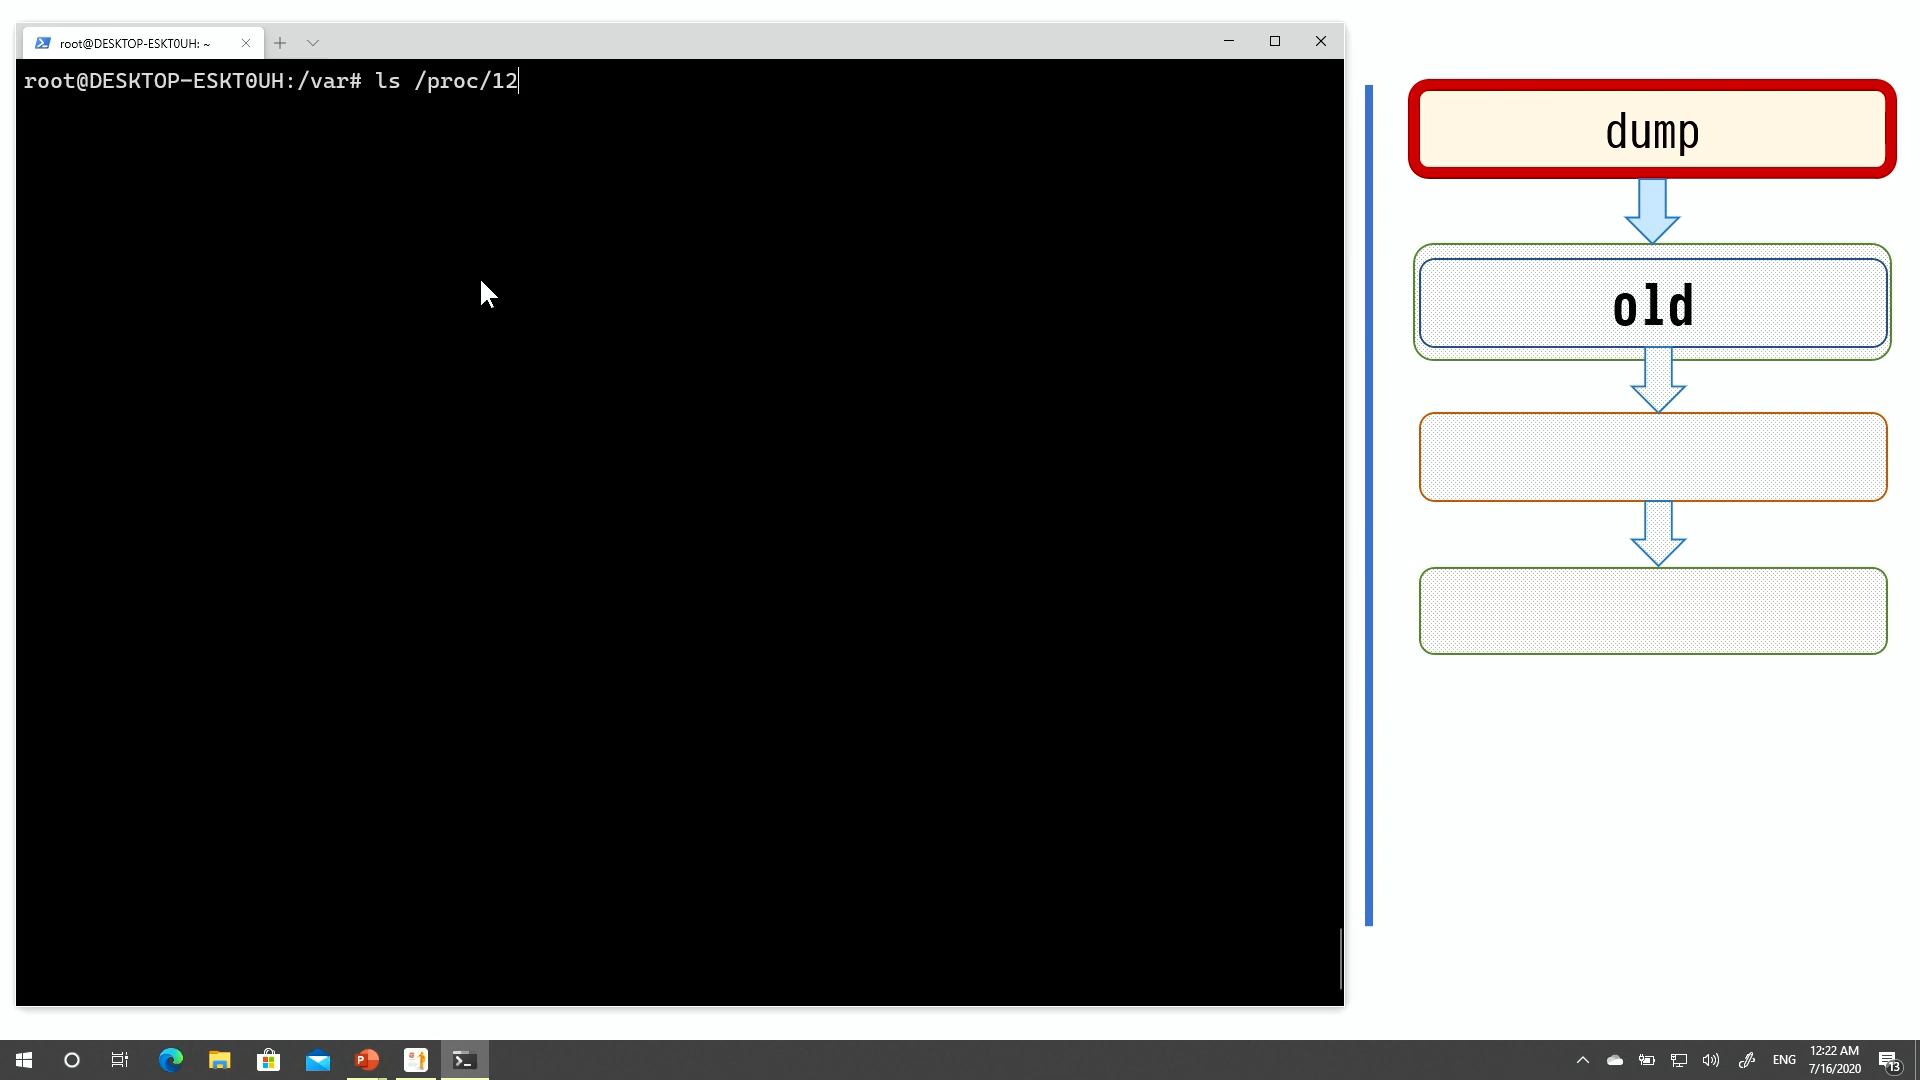 root@DESKTOP-ESKT0UH: ~
root@DESKTOP-ESKT0UH:/var# ls /proc/12
dump
old
ENG
12:22 AM
7/16/2020
13